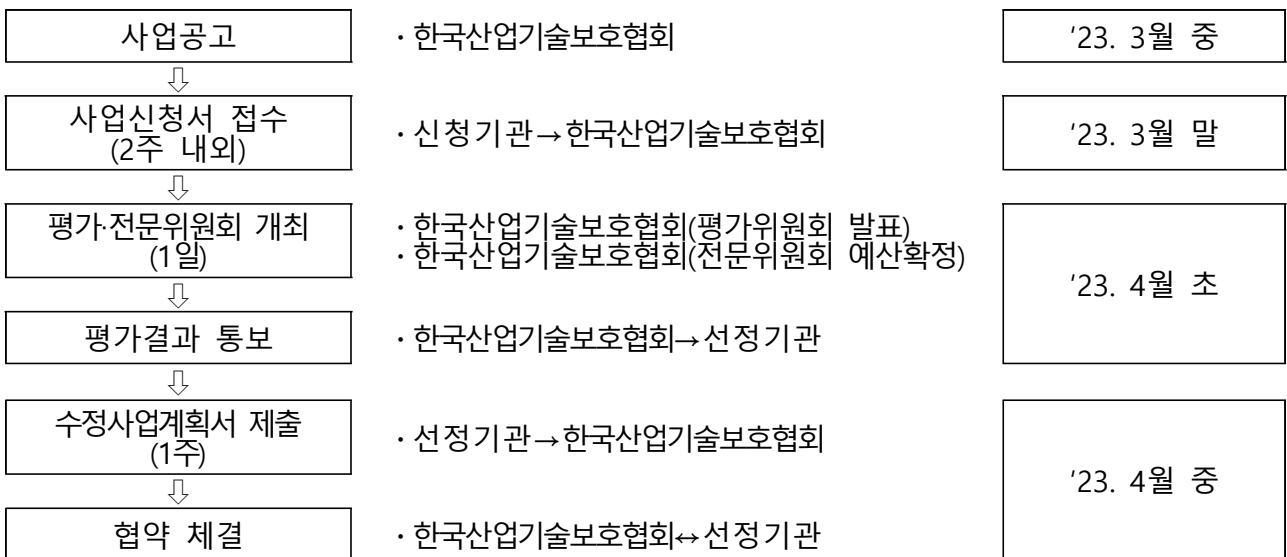 사업공고 · 한국산업기술보호협회 '23. 3월 중
⇩
사업신청서 접수
(2주 내외)
· 신청기관→한국산업기술보호협회 '23. 3월 말
⇩
평가·전문위원회 개최
(1일)
· 한국산업기술보호협회(평가위원회 발표)
· 한국산업기술보호협회(전문위원회 예산확정)
'23. 4월 초
⇩
평가결과 통보 · 한국산업기술보호협회→선정기관
⇩
수정사업계획서 제출
(1주)
· 선정기관→한국산업기술보호협회
'23. 4월 중
⇩
협약 체결 · 한국산업기술보호협회↔선정기관